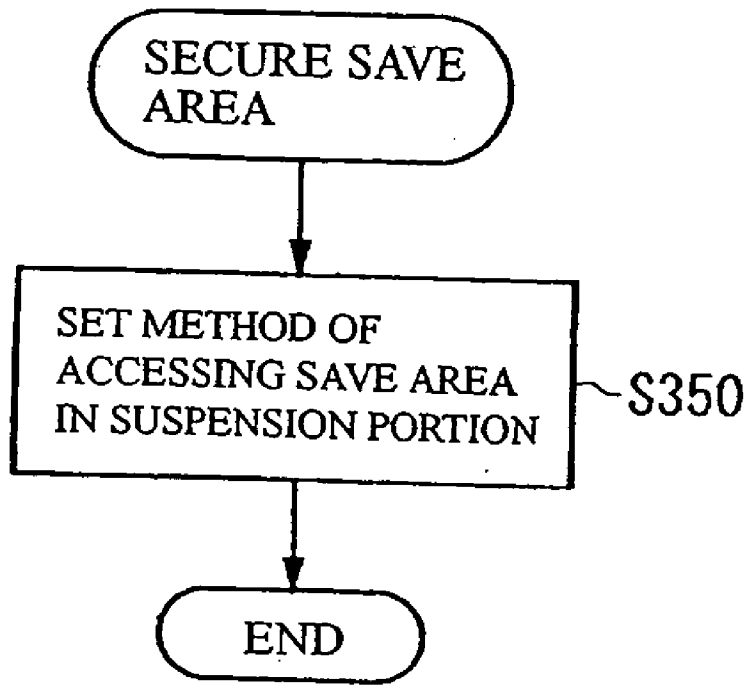 SECURE SAVE
AREA
SET METHOD OF
ACCESSING SAVE AREA
IN SUSPENSION PORTION
S350
END